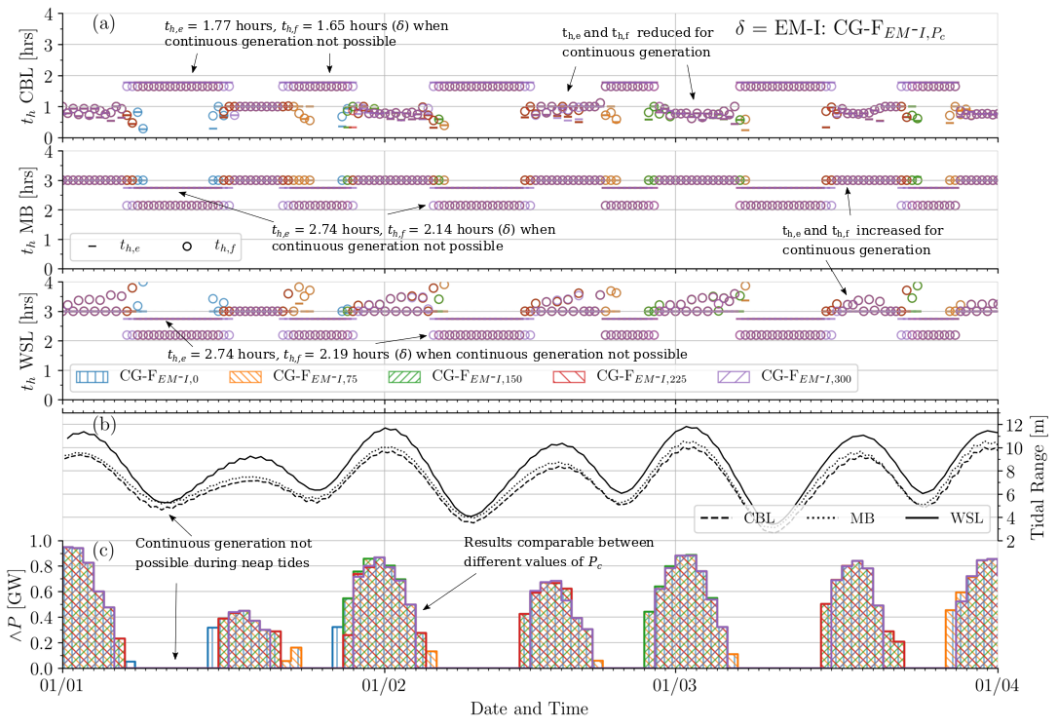 (a)
t_{h,e} = 1.77 hours, t_{h,f} = 1.65 hours (δ) when
continuous generation not possible
t_{h,e} and t_{h,f} reduced for
continuous generation
δ = EM-I: CG-F_{EM-I,P_c}
t_h CBL [hrs]
4
3
2
1
0
t_h MB [hrs]
4
3
2
1
0
t_{h,e} = 2.74 hours, t_{h,f} = 2.14 hours (δ) when
continuous generation not possible
t_{h,e} and t_{h,f} increased for
continuous generation
t_{h,e}
t_{h,f}
t_h WSL [hrs]
4
3
2
1
0
t_{h,e} = 2.74 hours, t_{h,f} = 2.19 hours (δ) when continuous generation not possible
CG-F_{EM-I,0}
CG-F_{EM-I,75}
CG-F_{EM-I,150}
CG-F_{EM-I,225}
CG-F_{EM-I,300}
(b)
12
10
8
6
4
2
Tidal Range [m]
CBL
MB
WSL
(c)
Continuous generation not
possible during neap tides
Results comparable between
different values of P_c
∧P [GW]
1.0
0.8
0.6
0.4
0.2
0.0
01/01
01/02
01/03
01/04
Date and Time